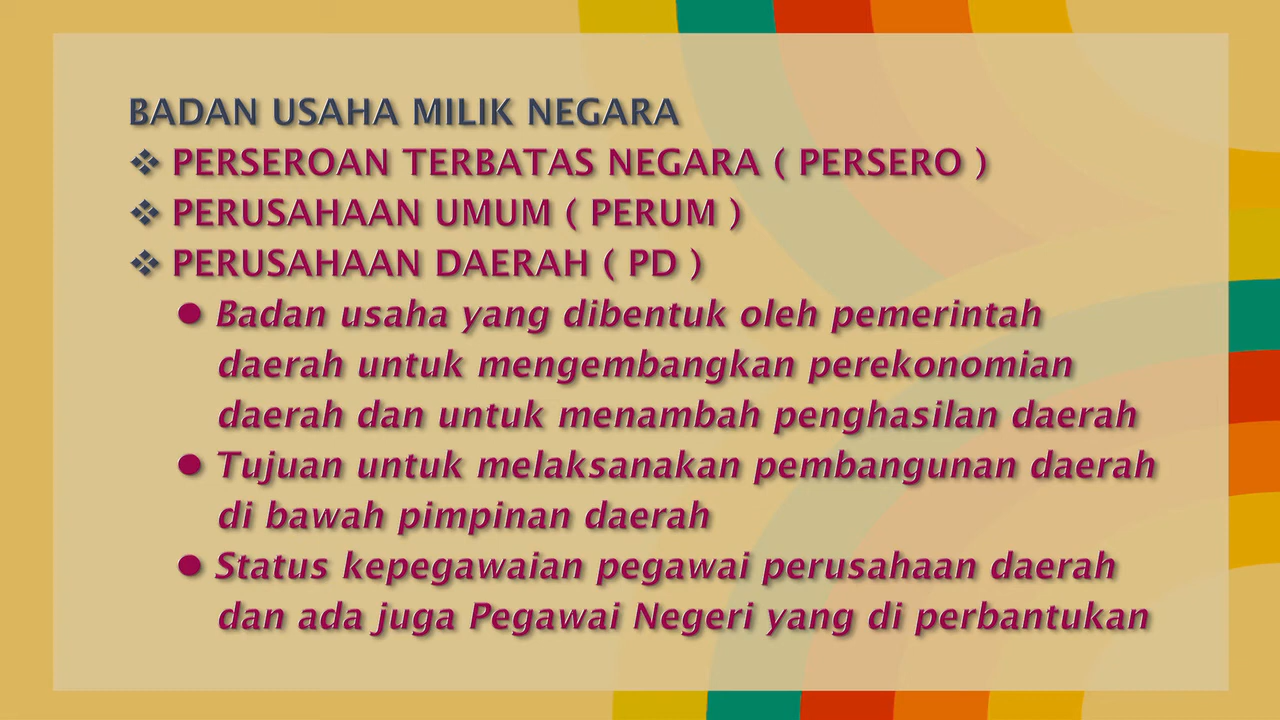 BADAN USAHA MILIK NEGARA
❖ PERSEROAN TERBATAS NEGARA ( PERSERO )
❖ PERUSAHAAN UMUM ( PERUM )
❖ PERUSAHAAN DAERAH ( PD )
● Badan usaha yang dibentuk oleh pemerintah
daerah untuk mengembangkan perekonomian
daerah dan untuk menambah penghasilan daerah
● Tujuan untuk melaksanakan pembangunan daerah
di bawah pimpinan daerah
● Status kepegawaian pegawai perusahaan daerah
dan ada juga Pegawai Negeri yang di perbantukan